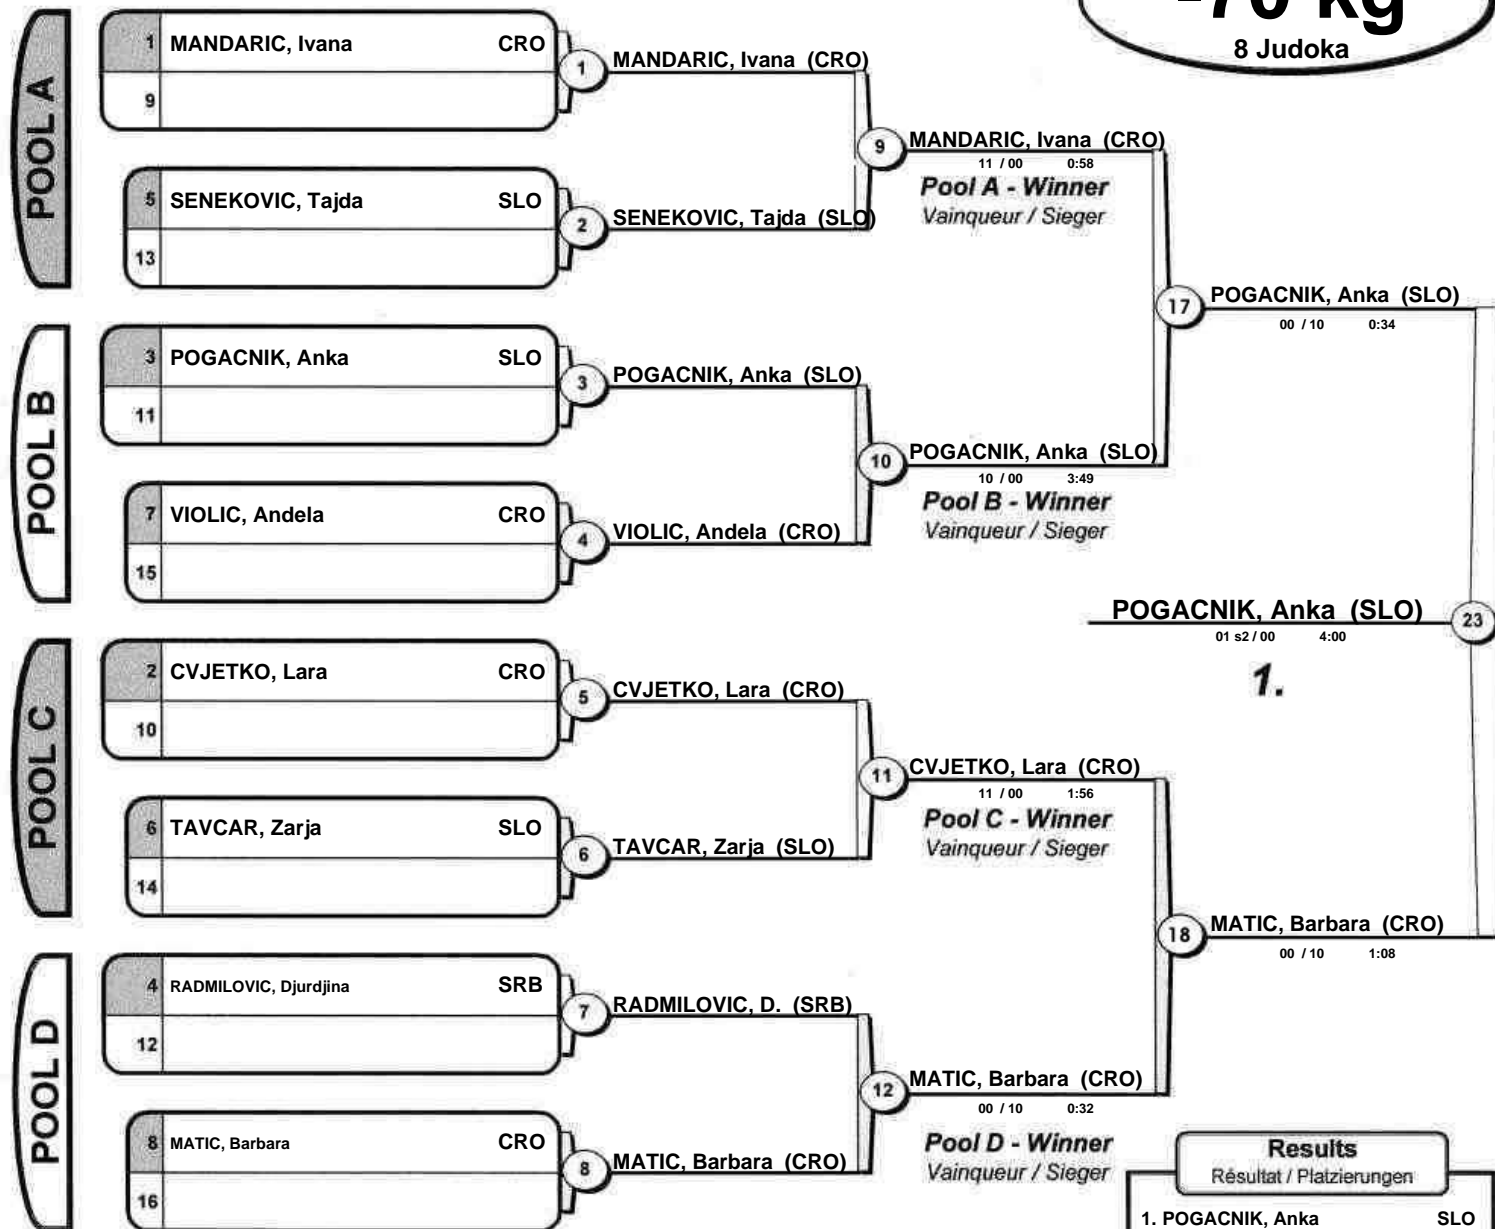 -70 kg
8 Judoka
POOL A
1 MANDARIC, Ivana CRO
9
1
MANDARIC, Ivana (CRO)
5 SENEKOVIC, Tajda SLO
13
2
SENEKOVIC, Tajda (SLO)
9
MANDARIC, Ivana (CRO)
11 / 00 0:58
Pool A - Winner
Vainqueur / Sieger
POOL B
3 POGACNIK, Anka SLO
11
3
POGACNIK, Anka (SLO)
7 VIOLIC, Andela CRO
15
4
VIOLIC, Andela (CRO)
10
POGACNIK, Anka (SLO)
10 / 00 3:49
Pool B - Winner
Vainqueur / Sieger
17
POGACNIK, Anka (SLO)
00 / 10 0:34
POGACNIK, Anka (SLO)
23
01 s2 / 00 4:00
1.
POOL C
2 CVJETKO, Lara CRO
10
5
CVJETKO, Lara (CRO)
6 TAVCAR, Zarja SLO
14
6
TAVCAR, Zarja (SLO)
11
CVJETKO, Lara (CRO)
11 / 00 1:56
Pool C - Winner
Vainqueur / Sieger
POOL D
4 RADMILOVIC, Djurdjina SRB
12
7
RADMILOVIC, D. (SRB)
8 MATIC, Barbara CRO
16
8
MATIC, Barbara (CRO)
12
MATIC, Barbara (CRO)
00 / 10 0:32
Pool D - Winner
Vainqueur / Sieger
18
MATIC, Barbara (CRO)
00 / 10 1:08
Results
Résultat / Platzierungen
1. POGACNIK, Anka SLO